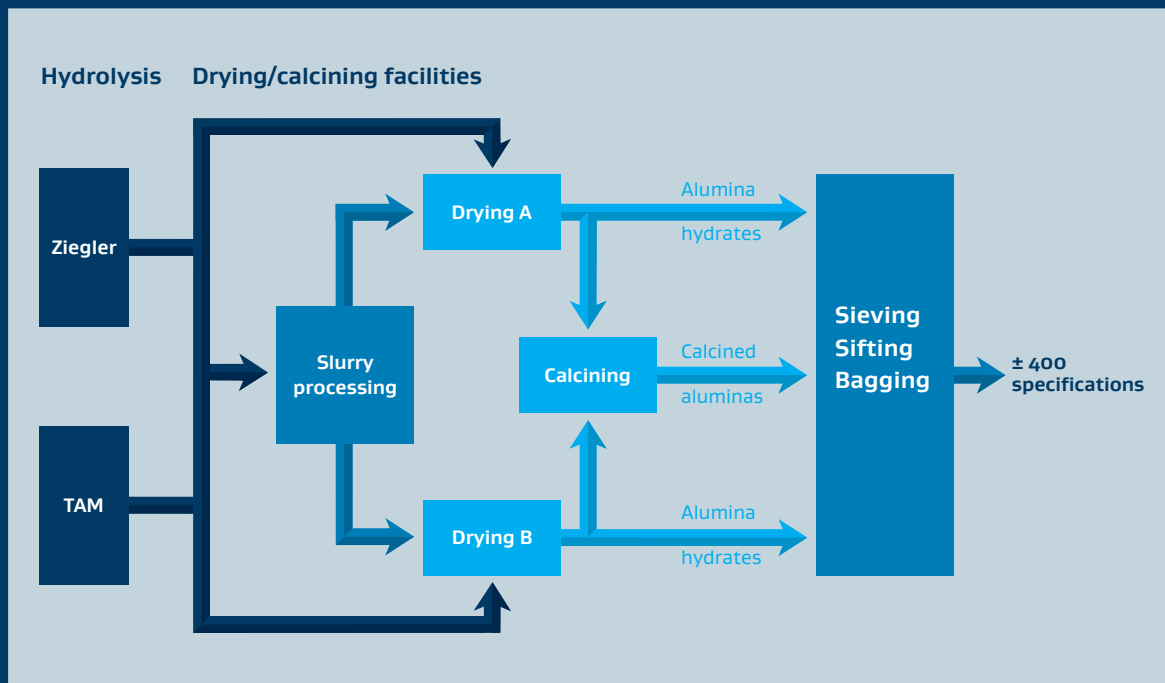 Hydrolysis
Drying/calcining facilities
Ziegler
TAM
Slurry
processing
Drying A
Drying B
Calcining
Alumina
hydrates
Calcined
aluminas
Alumina
hydrates
Sieving
Sifting
Bagging
± 400
specifications